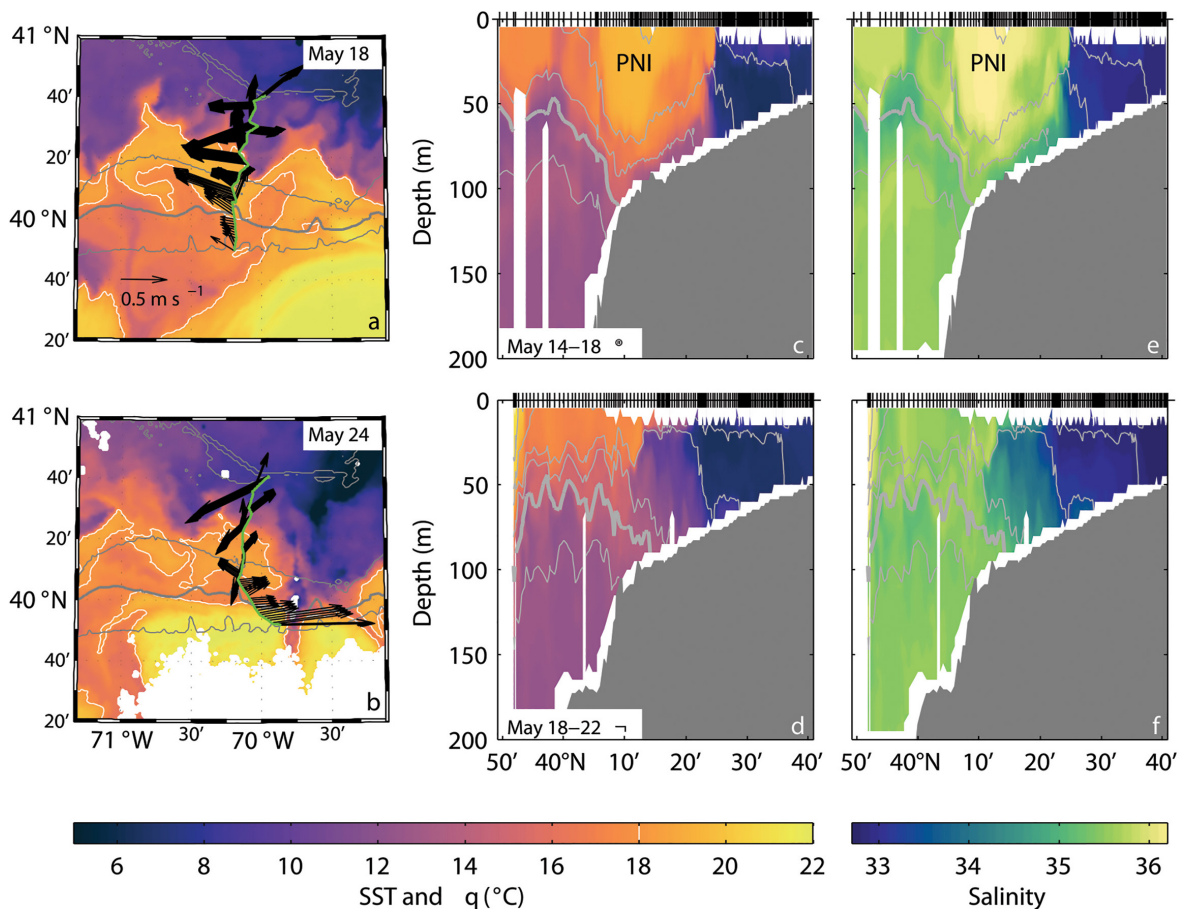 41 °N
40′
20′
40 °N
40′
20′
May 18
0.5 m s −1
a
0
50
100
150
200
Depth (m)
PNI
May 14−18
c
PNI
e
41 °N
40′
20′
40 °N
40′
20′
May 24
b
71 °W 30′ 70 °W 30′
0
50
100
150
200
Depth (m)
May 18−22 ¬
d
f
50′ 40°N 10′ 20′ 30′ 40′
50′ 40°N 10′ 20′ 30′ 40′
6 8 10 12 14 16 18 20 22
SST and q (°C)
33 34 35 36
Salinity